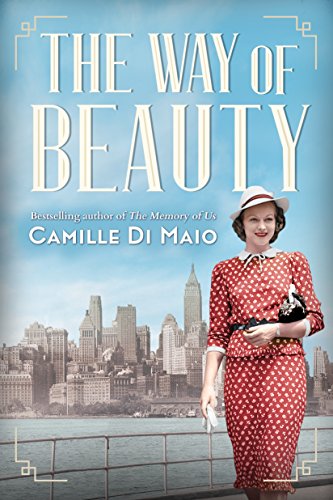 THE WAY OF
BEAUTY
Bestselling author of The Memory of Us
CAMILLE DI MAIO